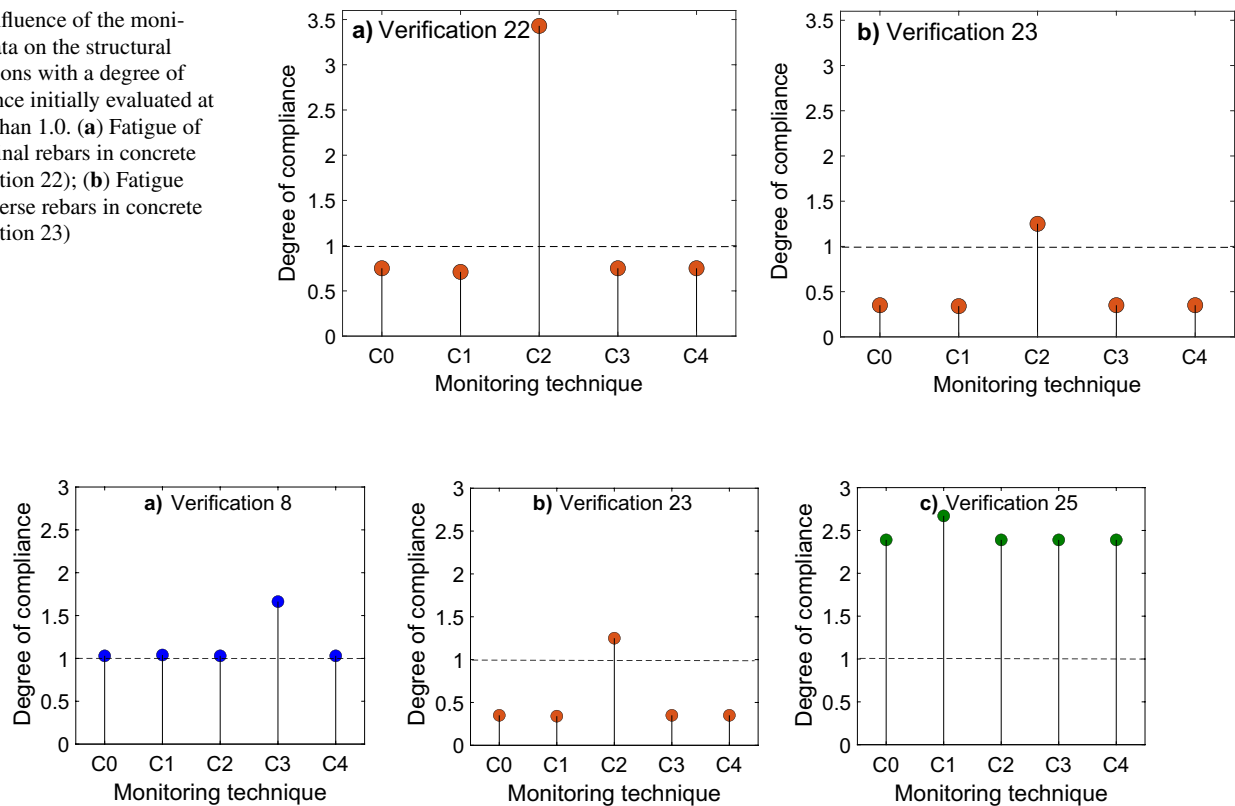 nfluence of the moni-
ata on the structural
ons with a degree of
nce initially evaluated at
han 1.0. (a) Fatigue of
inal rebars in concrete
tion 22); (b) Fatigue
erse rebars in concrete
tion 23)
a) Verification 22
Degree of compliance
3.5
3
2.5
2
1.5
1
0.5
0
C0 C1 C2 C3 C4
Monitoring technique
b) Verification 23
Degree of compliance
3.5
3
2.5
2
1.5
1
0.5
0
C0 C1 C2 C3 C4
Monitoring technique
a) Verification 8
Degree of compliance
3
2.5
2
1.5
1
0.5
0
C0 C1 C2 C3 C4
Monitoring technique
b) Verification 23
Degree of compliance
3
2.5
2
1.5
1
0.5
0
C0 C1 C2 C3 C4
Monitoring technique
c) Verification 25
Degree of compliance
3
2.5
2
1.5
1
0.5
0
C0 C1 C2 C3 C4
Monitoring technique